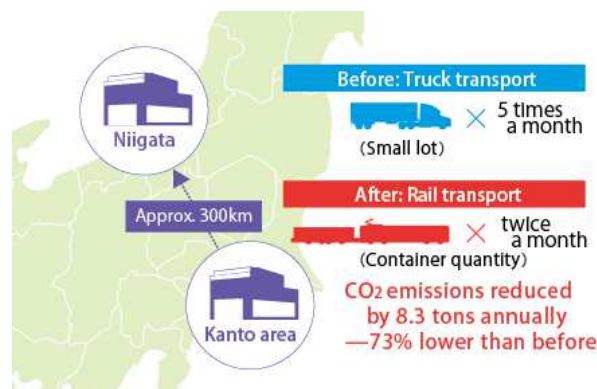 Niigata
Approx. 300km
Kanto area
Before: Truck transport
× 5 times
a month
(Small lot)
After: Rail transport
× twice
a month
(Container quantity)
CO2 emissions reduced
by 8.3 tons annually
—73% lower than before